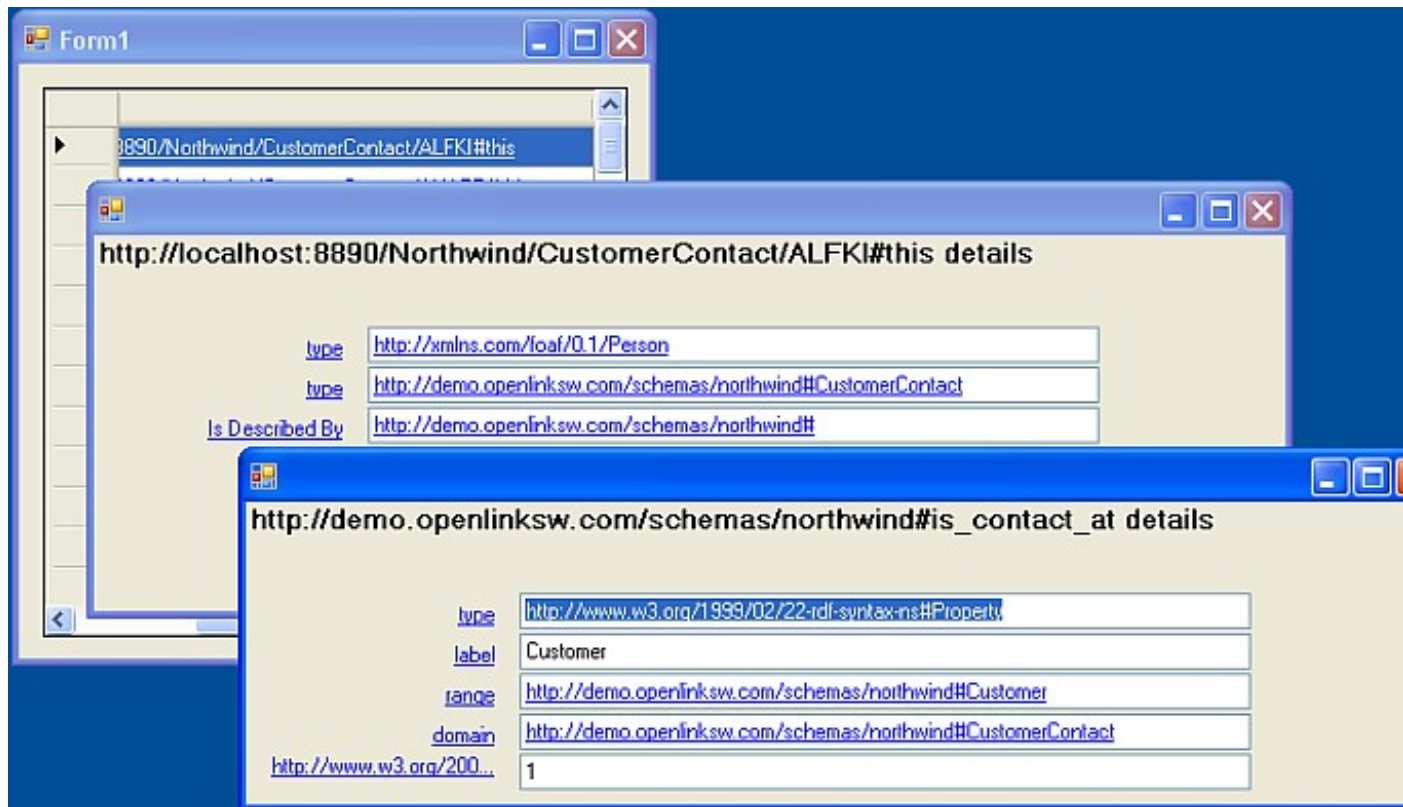 Form1
8890/Northwind/CustomerContact/ALFKI#this
http://localhost:8890/Northwind/CustomerContact/ALFKI#this details
type http://xmlns.com/foaf/0.1/Person
type http://demo.openlinksw.com/schemas/northwind#CustomerContact
Is Described By http://demo.openlinksw.com/schemas/northwind#
http://demo.openlinksw.com/schemas/northwind#is_contact_at details
type http://www.w3.org/1999/02/22-rdf-syntax-ns#Property
label Customer
range http://demo.openlinksw.com/schemas/northwind#Customer
domain http://demo.openlinksw.com/schemas/northwind#CustomerContact
http://www.w3.org/200... 1